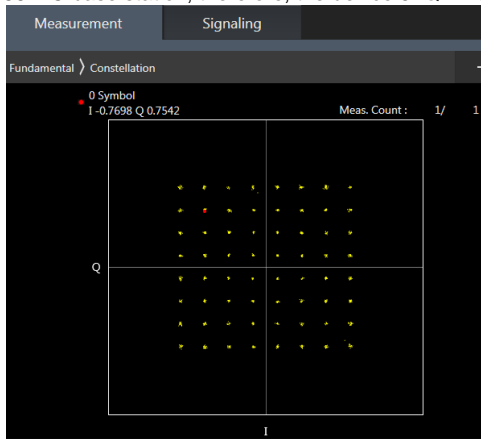 Measurement Signaling
Fundamental 〉 Constellation
0 Symbol
I -0.7698 Q 0.7542 Meas. Count : 1/ 1
Q
I